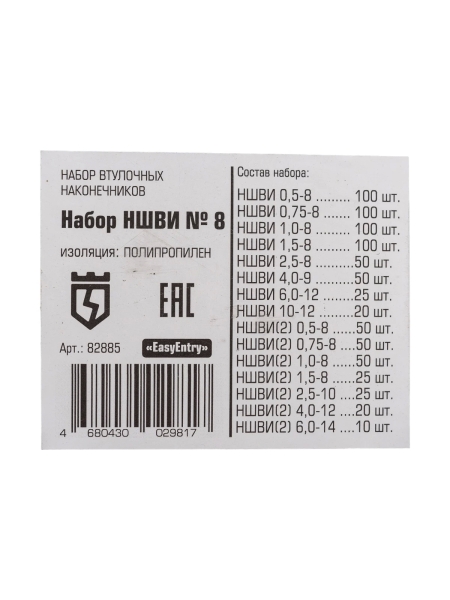 НАБОР ВТУЛОЧНЫХ
НАКОНЕЧНИКОВ
Набор НШВИ № 8
ИЗОЛЯЦИЯ: ПОЛИПРОПИЛЕН
EAC
Арт.: 82885
«EasyEntry»
4 680430 029817
Состав набора:
НШВИ 0,5-8 ......... 100 шт.
НШВИ 0,75-8 ....... 100 шт.
НШВИ 1,0-8 ......... 100 шт.
НШВИ 1,5-8 ......... 100 шт.
НШВИ 2,5-8 ........... 50 шт.
НШВИ 4,0-9 ........... 50 шт.
НШВИ 6,0-12 ......... 25 шт.
НШВИ 10-12 .......... 20 шт.
НШВИ(2) 0,5-8 ...... 50 шт.
НШВИ(2) 0,75-8 .... 50 шт.
НШВИ(2) 1,0-8 ...... 50 шт.
НШВИ(2) 1,5-8 ...... 25 шт.
НШВИ(2) 2,5-10 .... 25 шт.
НШВИ(2) 4,0-12 .... 20 шт.
НШВИ(2) 6,0-14 .... 10 шт.